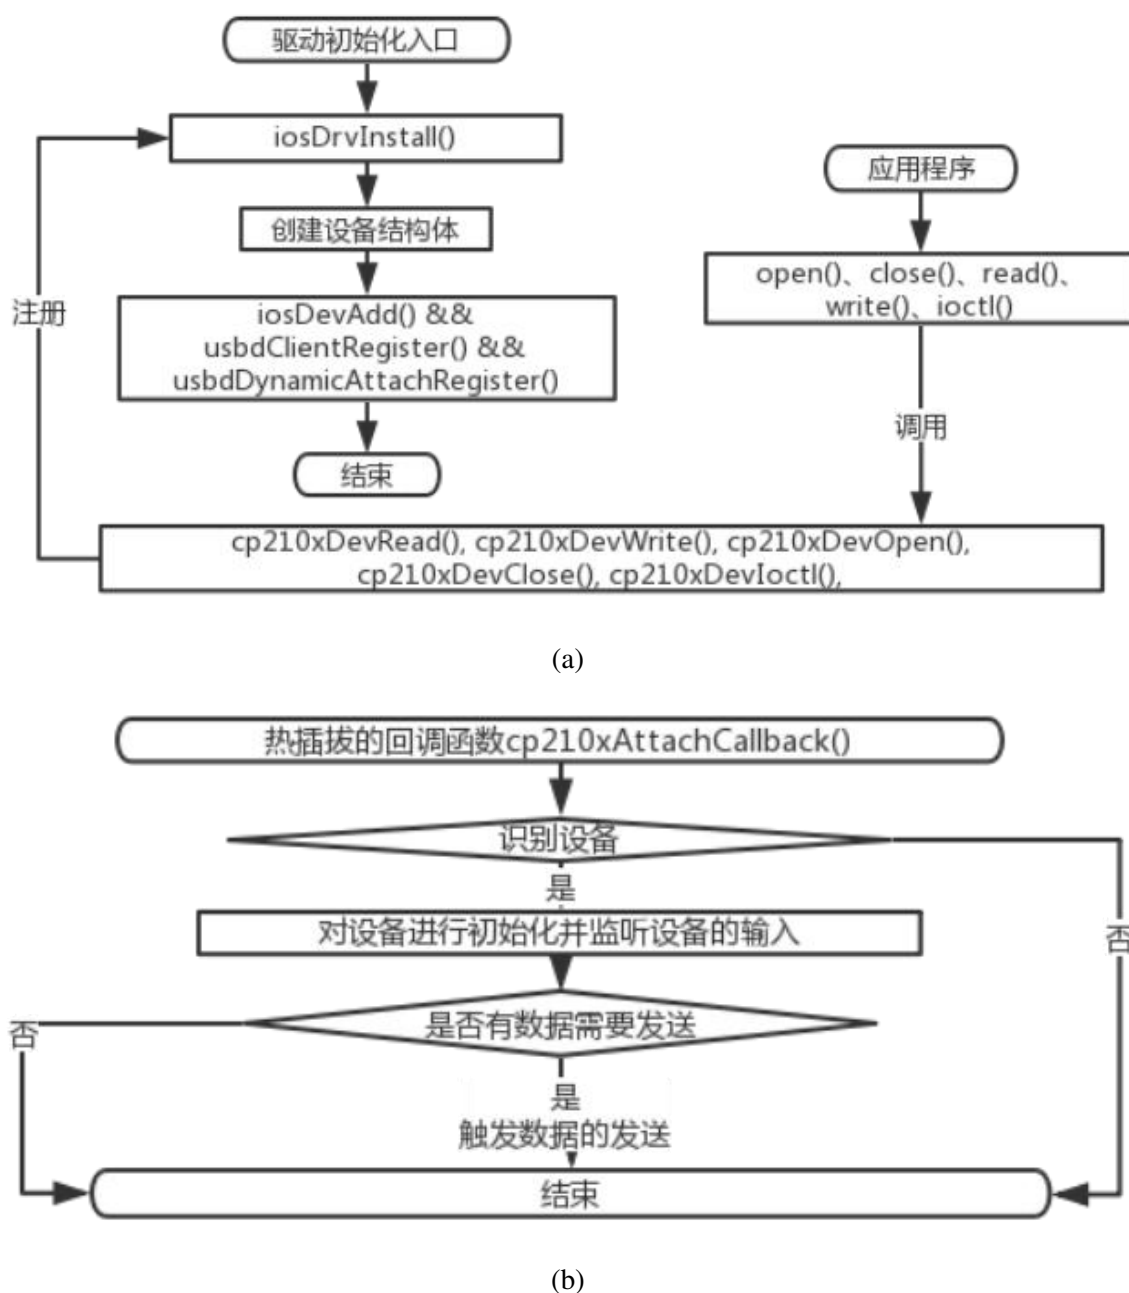 驱动初始化入口
iosDrvInstall()
应用程序
创建设备结构体
open()、close()、read()、
write()、ioctl()
注册
iosDevAdd() &&
usbdClientRegister() &&
usbdDynamicAttachRegister()
调用
结束
cp210xDevRead(), cp210xDevWrite(), cp210xDevOpen(),
cp210xDevClose(), cp210xDevIoctl(),
(a)
热插拔的回调函数cp210xAttachCallback()
识别设备
是
对设备进行初始化并监听设备的输入
否
是否有数据需要发送
否
是
触发数据的发送
结束
(b)